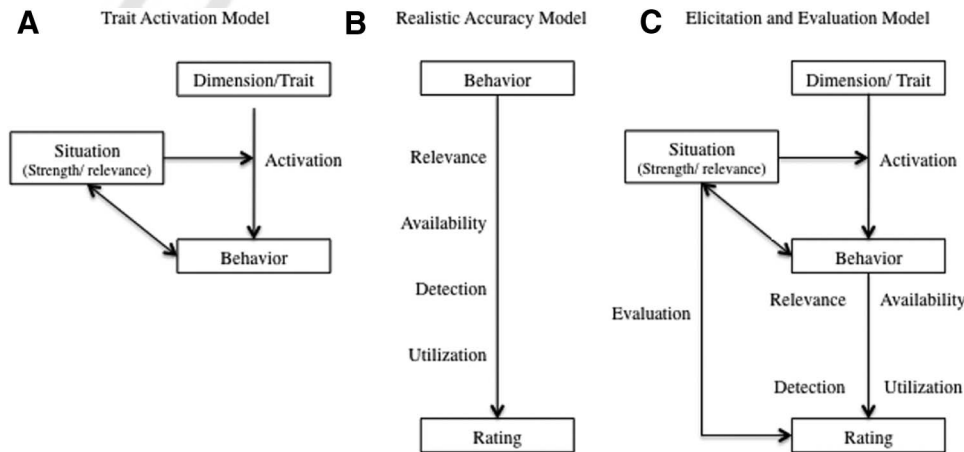 A
Trait Activation Model
Dimension/Trait
Situation
(Strength/ relevance)
Activation
Behavior
B
Realistic Accuracy Model
Behavior
Relevance
Availability
Detection
Utilization
Rating
C
Elicitation and Evaluation Model
Dimension/ Trait
Situation
(Strength/ relevance)
Activation
Behavior
Relevance
Availability
Evaluation
Detection
Utilization
Rating